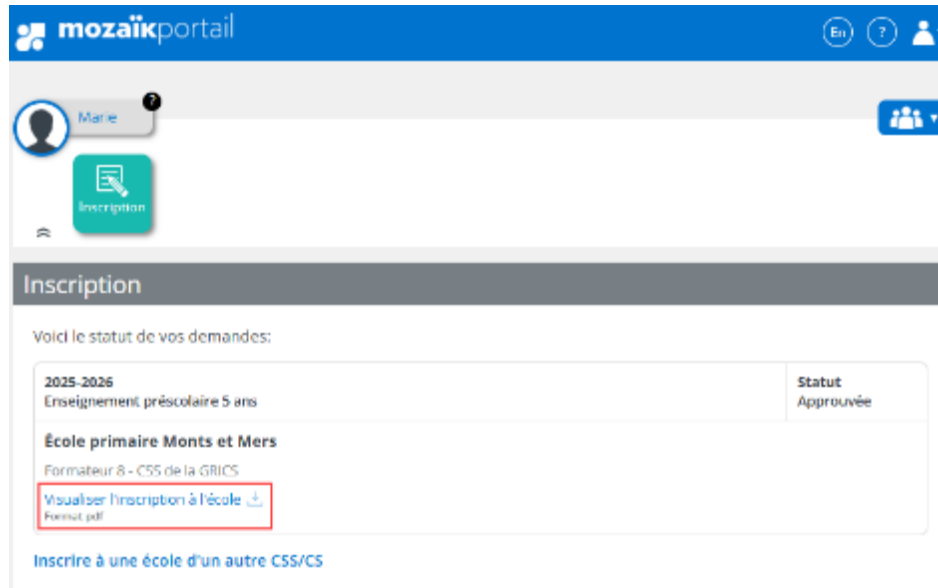 mozaïkportail
En ?
Marie ?
Inscription
Inscription
Voici le statut de vos demandes:
2025-2026
Enseignement préscolaire 5 ans
Statut
Approuvée
École primaire Monts et Mers
Formateur 8 - CSS de la GRICS
Visualiser l'inscription à l'école
Format pdf
Inscrire à une école d'un autre CSS/CS